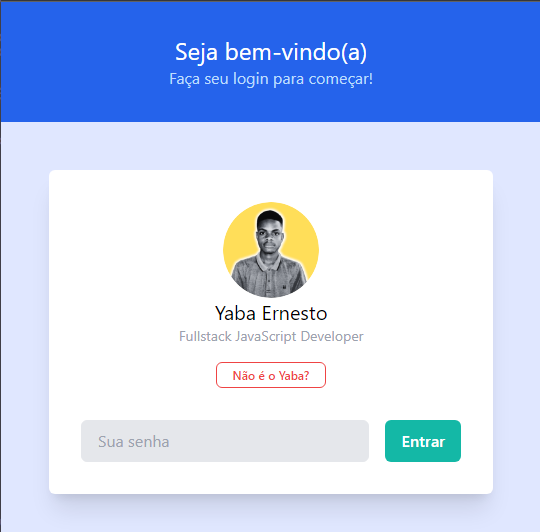 Seja bem-vindo(a)
Faça seu login para começar!
Yaba Ernesto
Fullstack JavaScript Developer
Não é o Yaba?
Sua senha
Entrar